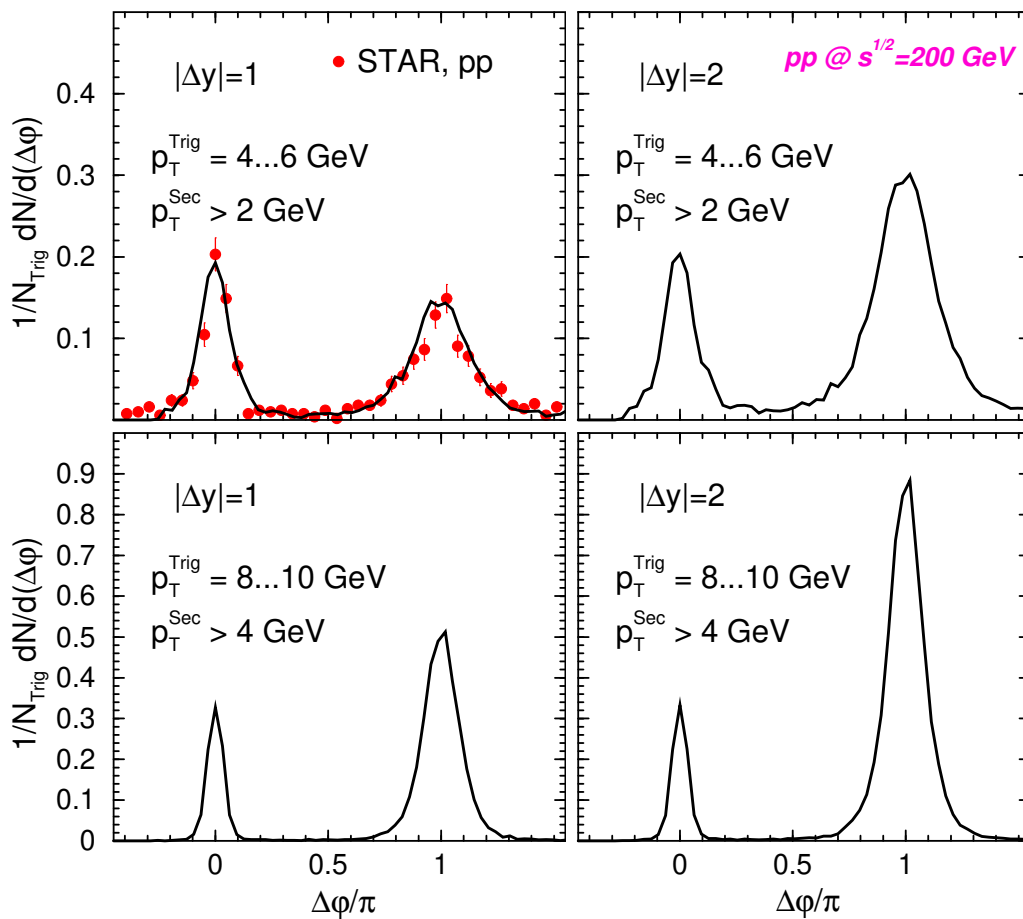 |Δy|=1
STAR, pp
p_T^Trig = 4...6 GeV
p_T^Sec > 2 GeV
1/N_Trig dN/d(Δφ)
0.4
0.3
0.2
0.1
|Δy|=2
pp @ s^1/2=200 GeV
p_T^Trig = 4...6 GeV
p_T^Sec > 2 GeV
|Δy|=1
p_T^Trig = 8...10 GeV
p_T^Sec > 4 GeV
1/N_Trig dN/d(Δφ)
0.9
0.8
0.7
0.6
0.5
0.4
0.3
0.2
0.1
0
0 0.5 1
Δφ/π
|Δy|=2
p_T^Trig = 8...10 GeV
p_T^Sec > 4 GeV
0 0.5 1
Δφ/π